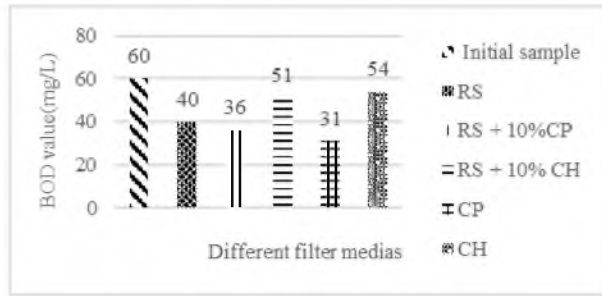 80
60
40
20
0
BOD value(mg/L)
60
40
36
51
31
54
Different filter medias
Initial sample
RS
RS + 10%CP
RS + 10% CH
CP
CH